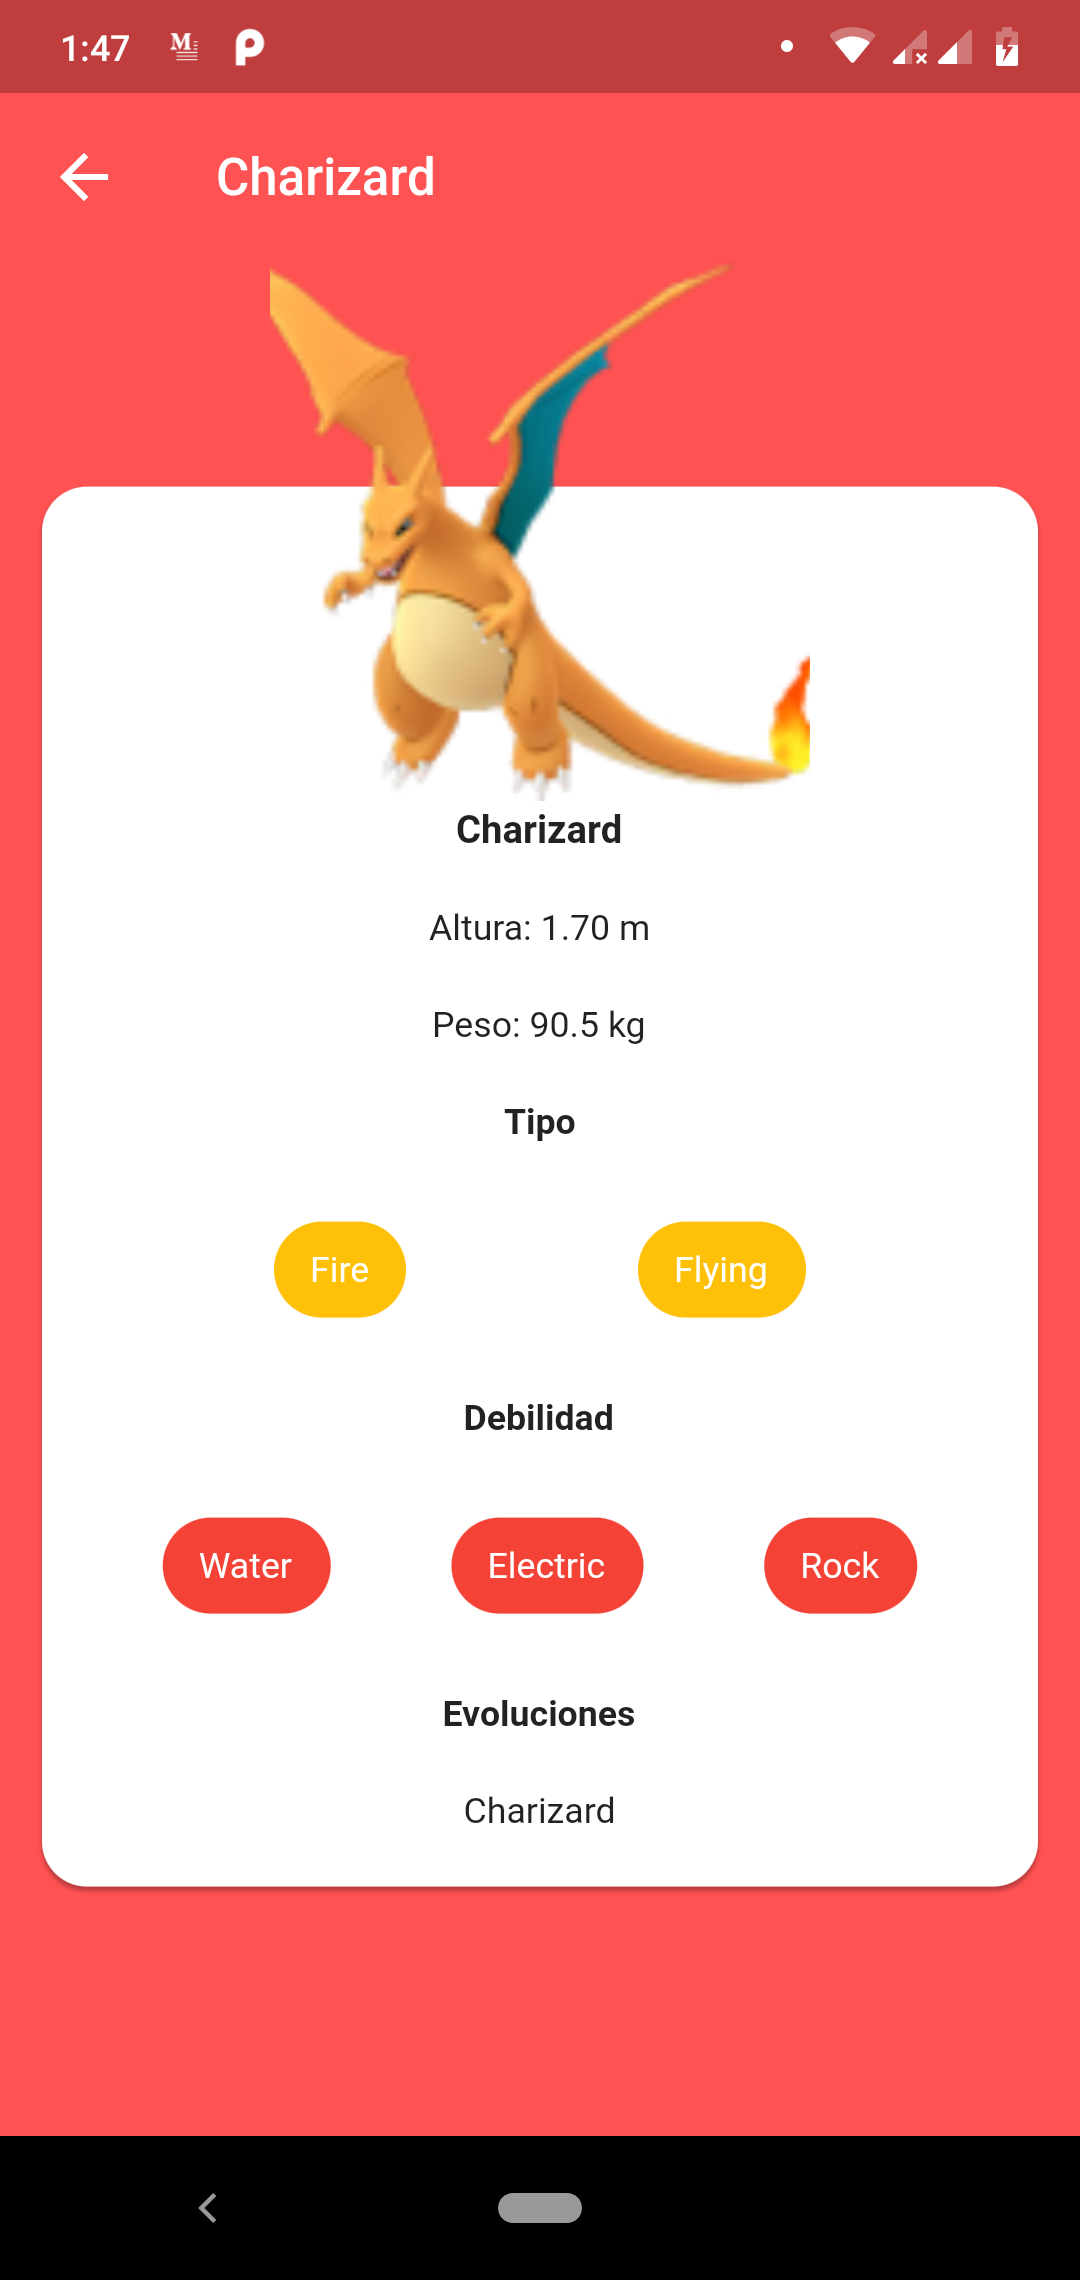 1:47
Charizard
Charizard
Altura: 1.70 m
Peso: 90.5 kg
Tipo
Fire Flying
Debilidad
Water Electric Rock
Evoluciones
Charizard